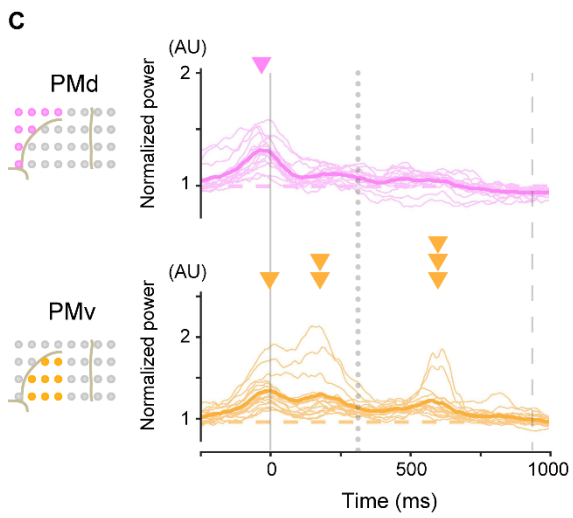 C
PMd
(AU)
Normalized power
2
1
PMv
(AU)
Normalized power
2
1
0
500
1000
Time (ms)